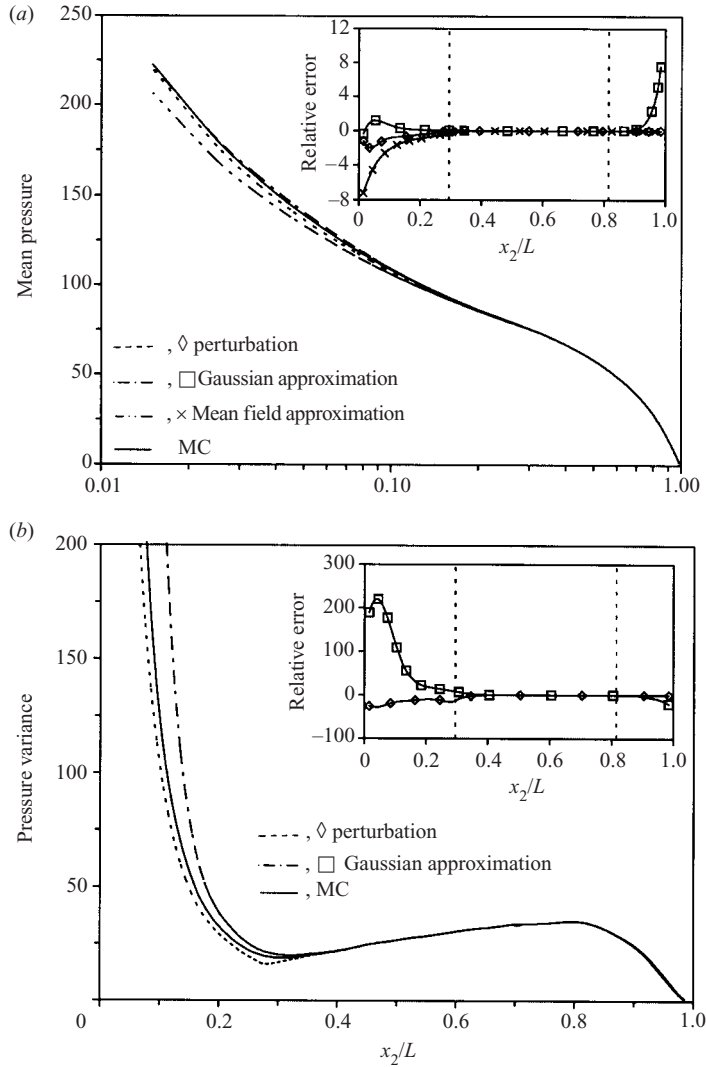 (a)
250
200
150
100
50
0
Mean pressure
0.01
0.10
1.00
, ◊ perturbation
, □ Gaussian approximation
, × Mean field approximation
MC
12
8
4
0
−4
−8
Relative error
0
0.2
0.4
0.6
0.8
1.0
x2/L
(b)
200
150
100
50
Pressure variance
0
0.2
0.4
0.6
0.8
1.0
x2/L
, ◊ perturbation
, □ Gaussian approximation
, MC
300
200
100
0
−100
Relative error
0
0.2
0.4
0.6
0.8
1.0
x2/L